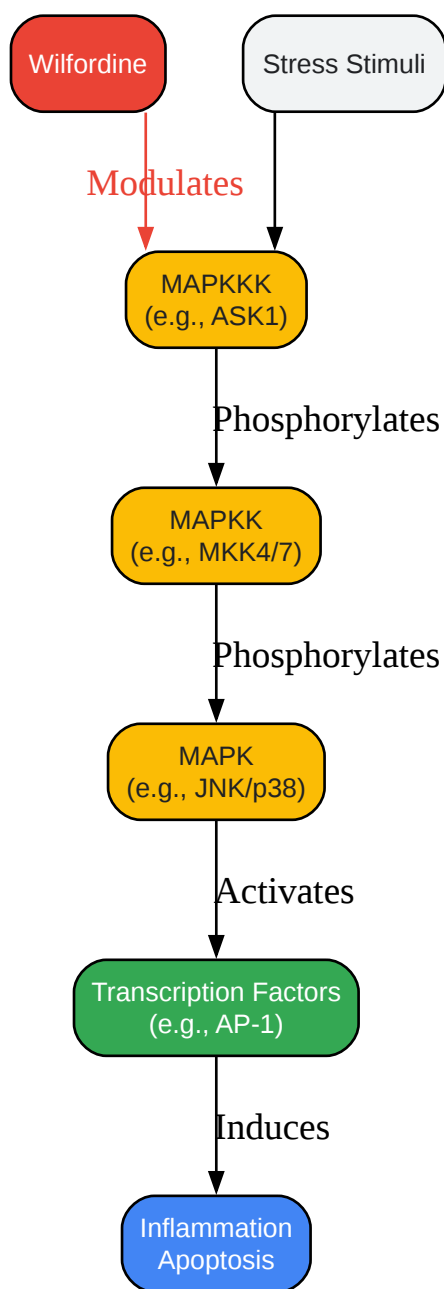 Wilfordine
Stress Stimuli
Modulates
MAPKKK
(e.g., ASK1)
Phosphorylates
MAPKK
(e.g., MKK4/7)
Phosphorylates
MAPK
(e.g., JNK/p38)
Activates
Transcription Factors
(e.g., AP-1)
Induces
Inflammation
Apoptosis